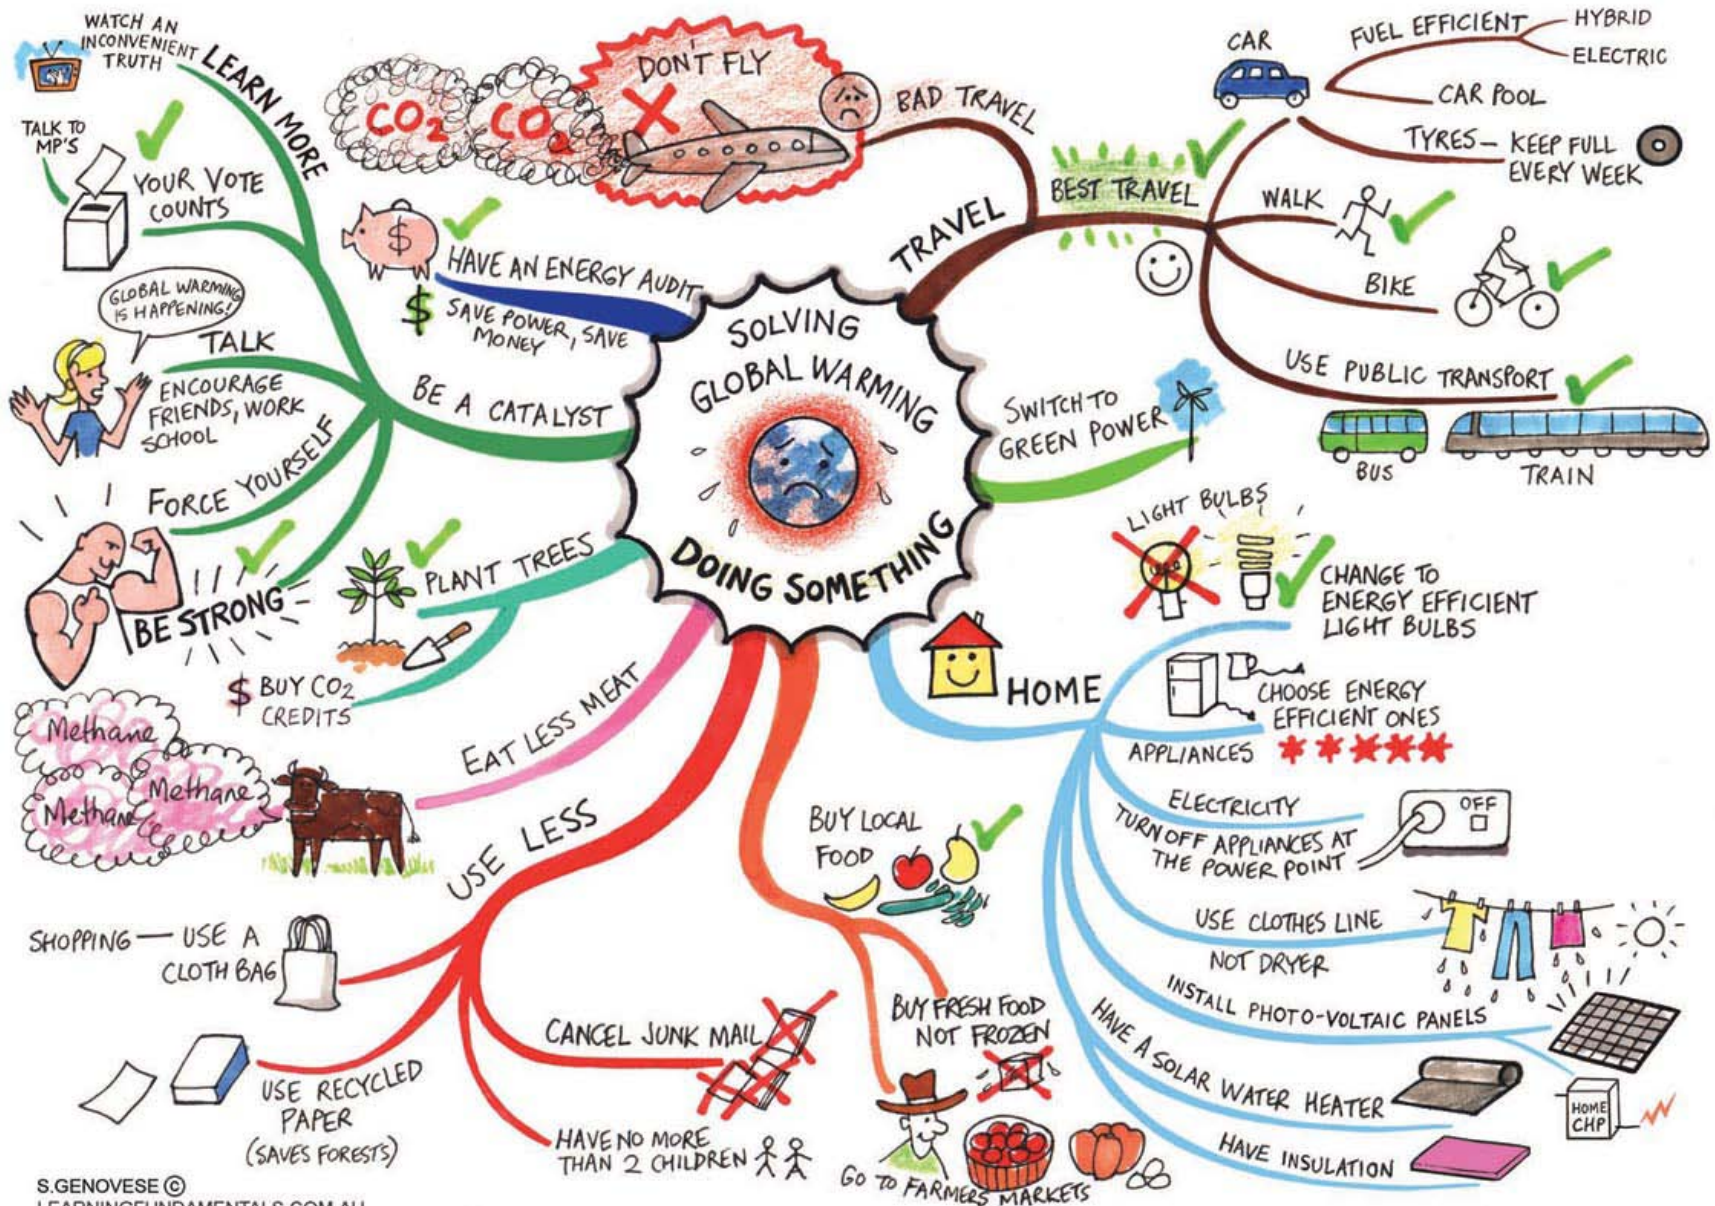 WATCH AN
INCONVENIENT
TRUTH
LEARN MORE
TALK TO
MP'S
YOUR VOTE
COUNTS
GLOBAL WARMING
IS HAPPENING!
TALK
ENCOURAGE
FRIENDS, WORK
SCHOOL
FORCE YOURSELF
BE STRONG
BE A CATALYST
CO2
CO2
DON'T FLY
BAD TRAVEL
$
HAVE AN ENERGY AUDIT
$
SAVE POWER, SAVE
MONEY
SOLVING
GLOBAL WARMING
DOING SOMETHING
TRAVEL
BEST TRAVEL
CAR
FUEL EFFICIENT
HYBRID
ELECTRIC
CAR POOL
TYRES – KEEP FULL
EVERY WEEK
WALK
BIKE
USE PUBLIC TRANSPORT
BUS
TRAIN
SWITCH TO
GREEN POWER
LIGHT BULBS
CHANGE TO
ENERGY EFFICIENT
LIGHT BULBS
HOME
CHOOSE ENERGY
EFFICIENT ONES
APPLIANCES
ELECTRICITY
TURN OFF APPLIANCES AT
THE POWER POINT
OFF
USE CLOTHES LINE
NOT DRYER
INSTALL PHOTO-VOLTAIC PANELS
HOME
CHP
HAVE A SOLAR WATER HEATER
HAVE INSULATION
PLANT TREES
$ BUY CO2
CREDITS
EAT LESS MEAT
Methane
Methane
Methane
USE LESS
SHOPPING — USE A
CLOTH BAG
USE RECYCLED
PAPER
(SAVES FORESTS)
CANCEL JUNK MAIL
HAVE NO MORE
THAN 2 CHILDREN
BUY LOCAL
FOOD
BUY FRESH FOOD
NOT FROZEN
GO TO FARMERS MARKETS
S.GENOVESE ©
LEARNINGFUNDAMENTALS.COM.AU